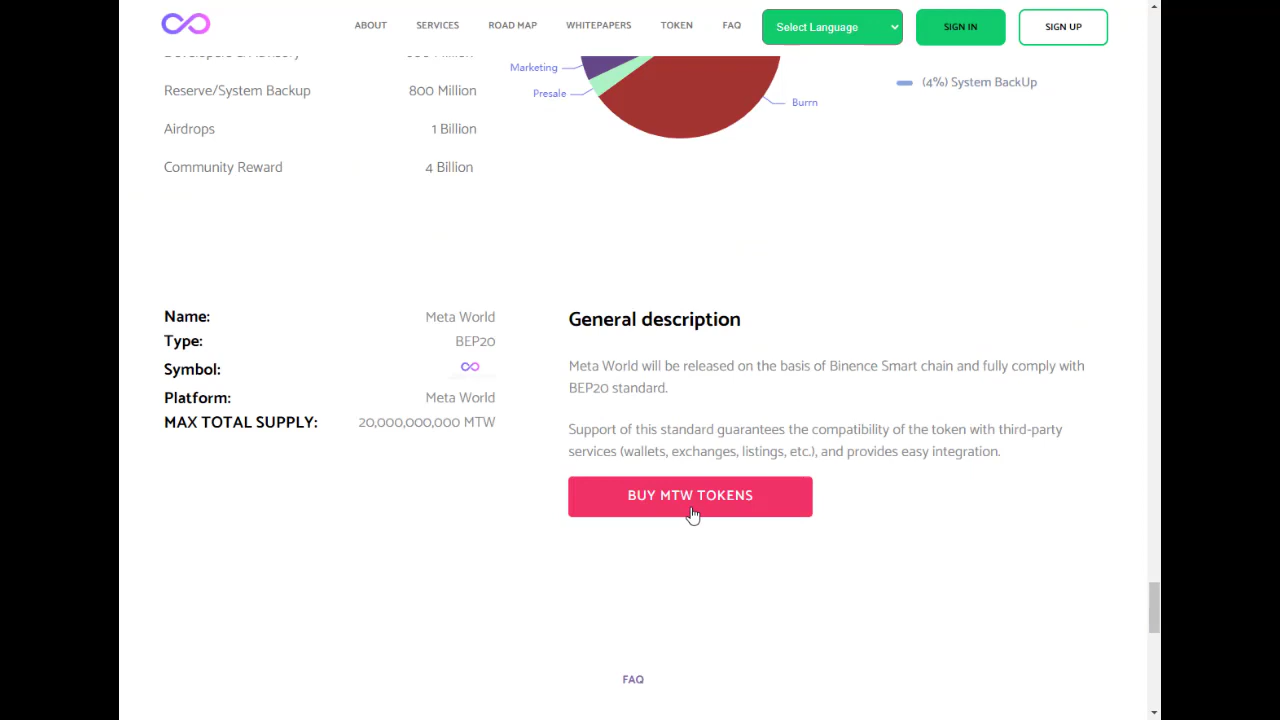 ABOUT SERVICES ROAD MAP WHITEPAPERS TOKEN FAQ Select Language SIGN IN SIGN UP
Marketing
Presale
Burrn
(4%) System BackUp
Reserve/System Backup 800 Million
Airdrops 1 Billion
Community Reward 4 Billion
Name: Meta World
Type: BEP20
Symbol:
Platform: Meta World
MAX TOTAL SUPPLY: 20,000,000,000 MTW
General description
Meta World will be released on the basis of Binence Smart chain and fully comply with
BEP20 standard.
Support of this standard guarantees the compatibility of the token with third-party
services (wallets, exchanges, listings, etc.), and provides easy integration.
BUY MTW TOKENS
FAQ